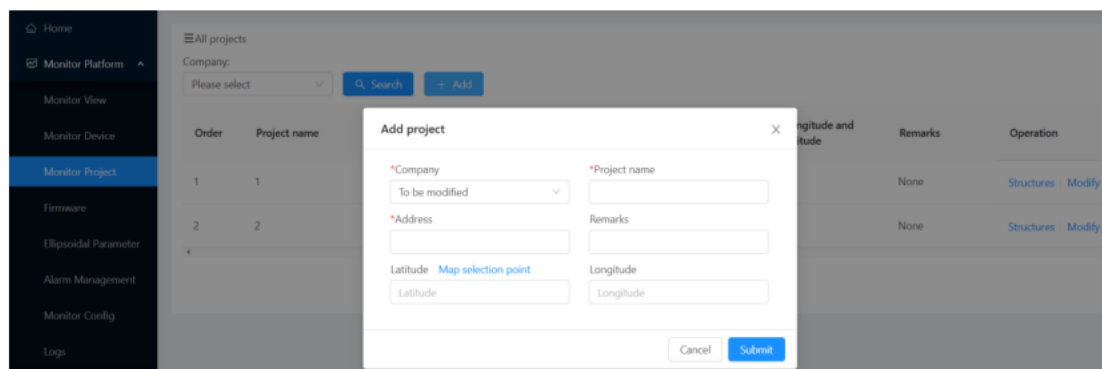 Home
Monitor Platform
Monitor View
Monitor Device
Monitor Project
Firmware
Ellipsoidal Parameter
Alarm Management
Monitor Config
Logs
All projects
Company:
Please select
Search
+ Add
Order Project name ngitude and Remarks Operation
itude
1 1 None Structures Modify
2 2 None Structures Modify
Add project
*Company *Project name
To be modified
*Address Remarks
Latitude Map selection point Longitude
Latitude Longitude
Cancel Submit